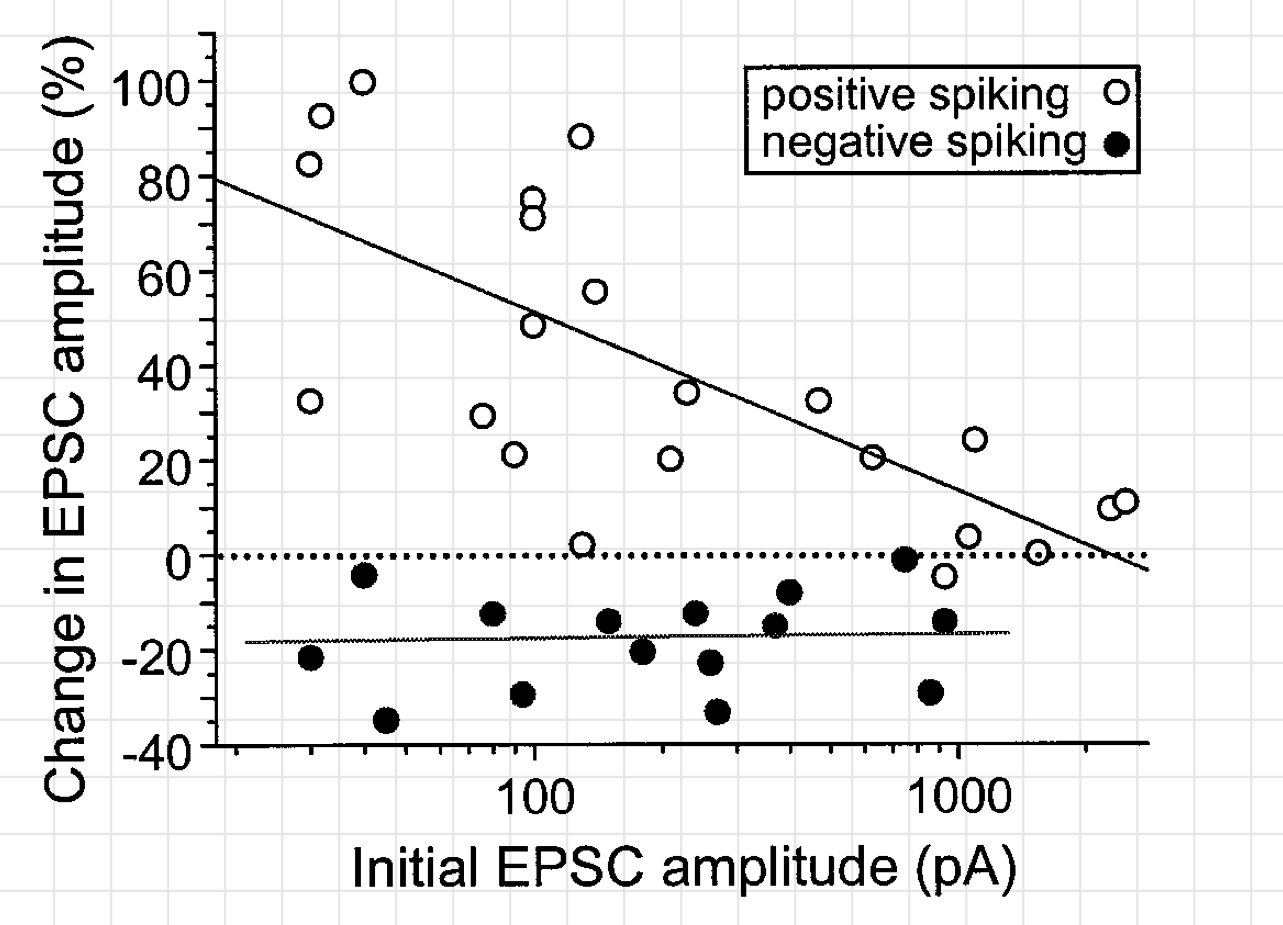 Change in EPSC amplitude (%)
100
80
60
40
20
0
-20
-40
positive spiking
negative spiking
100
1000
Initial EPSC amplitude (pA)